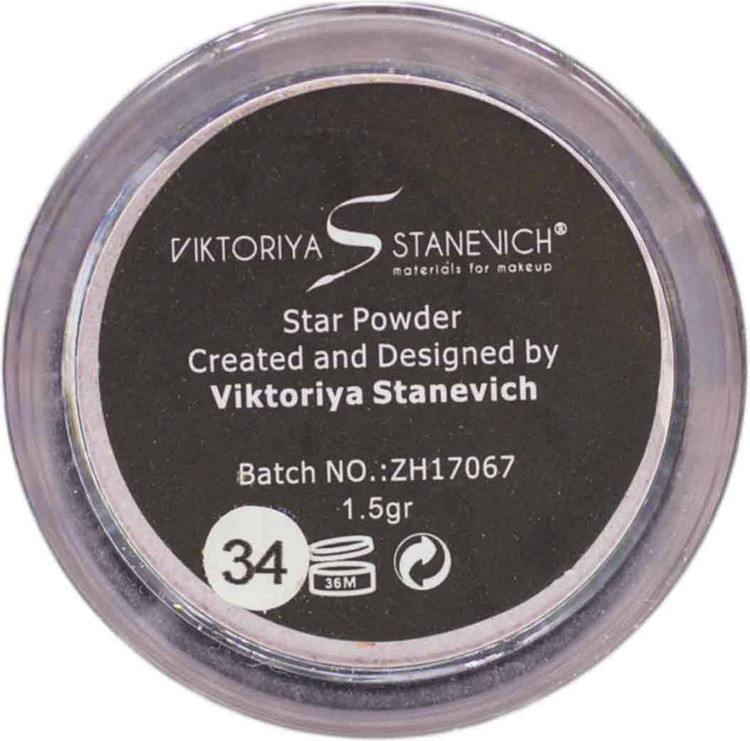 VIKTORIYA S STANEVICH®
materials for makeup
Star Powder
Created and Designed by
Viktoriya Stanevich
Batch NO.:ZH17067
1.5gr
34
36M